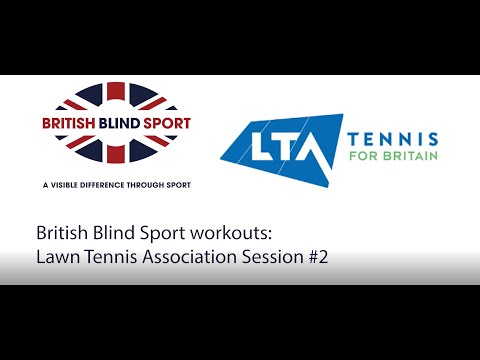 BRITISH BLIND SPORT
A VISIBLE DIFFERENCE THROUGH SPORT
LTA TENNIS
FOR BRITAIN
British Blind Sport workouts:
Lawn Tennis Association Session #2